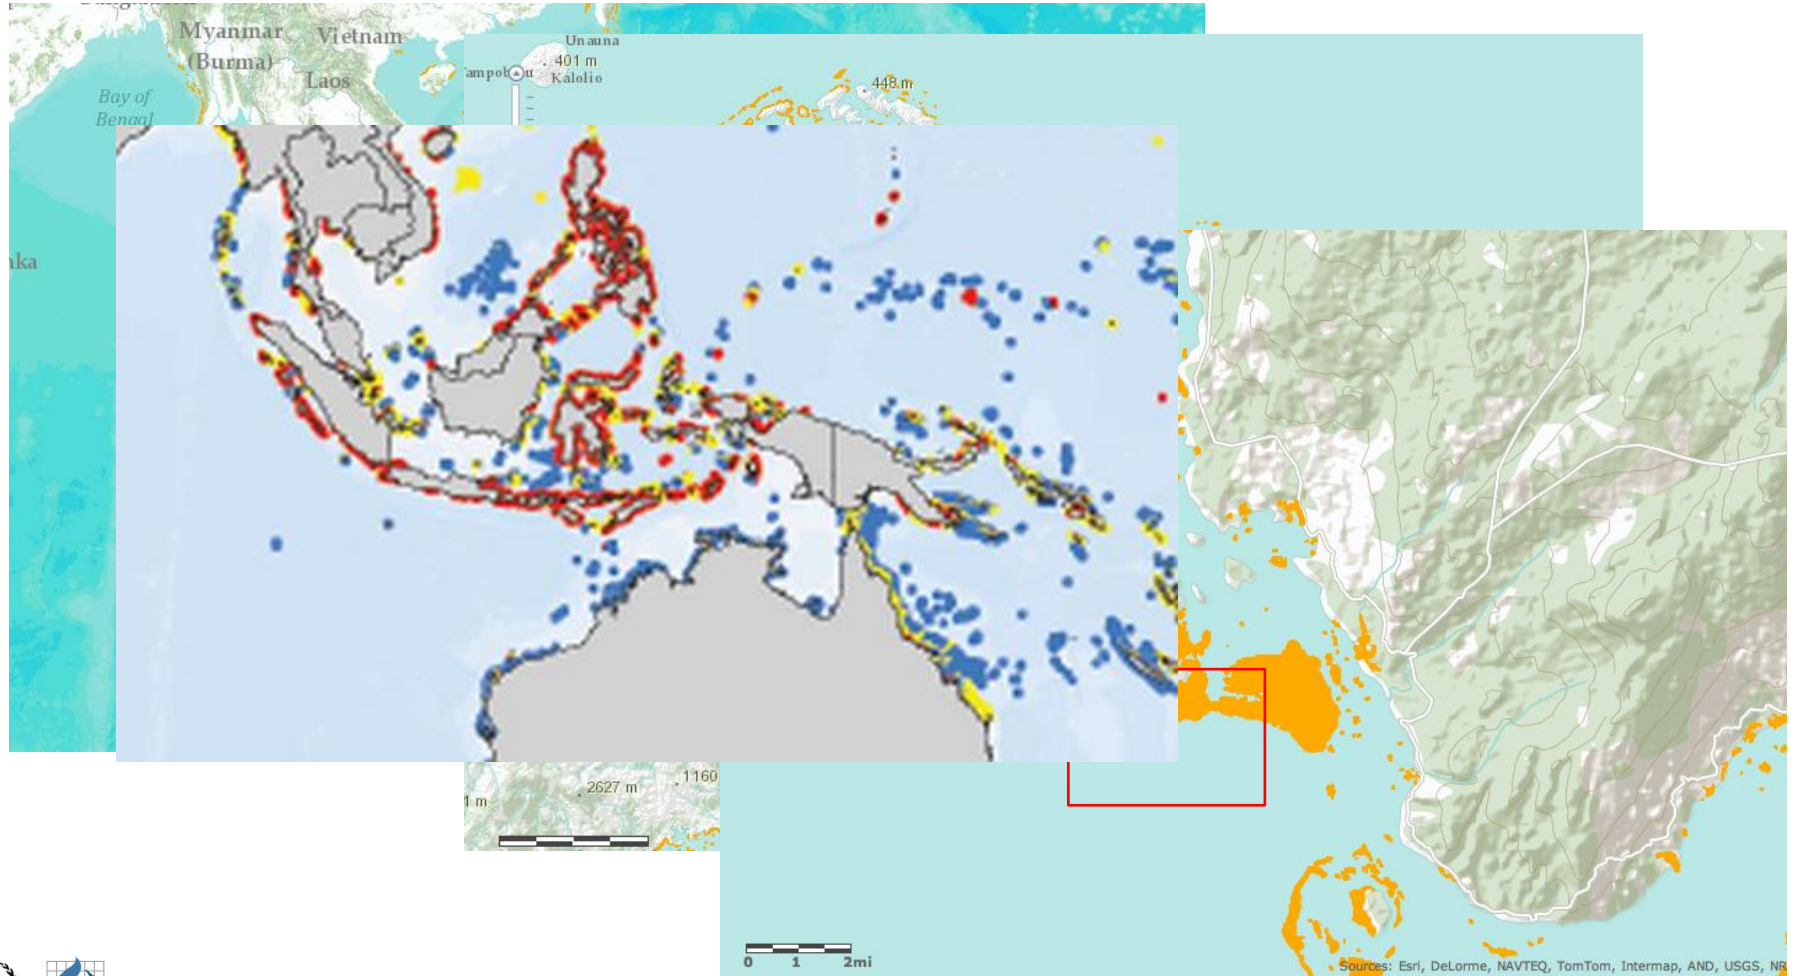 Myanmar
(Burma)
Vietnam
Laos
Bay of
Bengal
Unauna
401 m
Kalolio
448 m
2627 m
1160
1 m
0 1 2mi
Sources: Esri, DeLorme, NAVTEQ, TomTom, Intermap, AND, USGS, NR